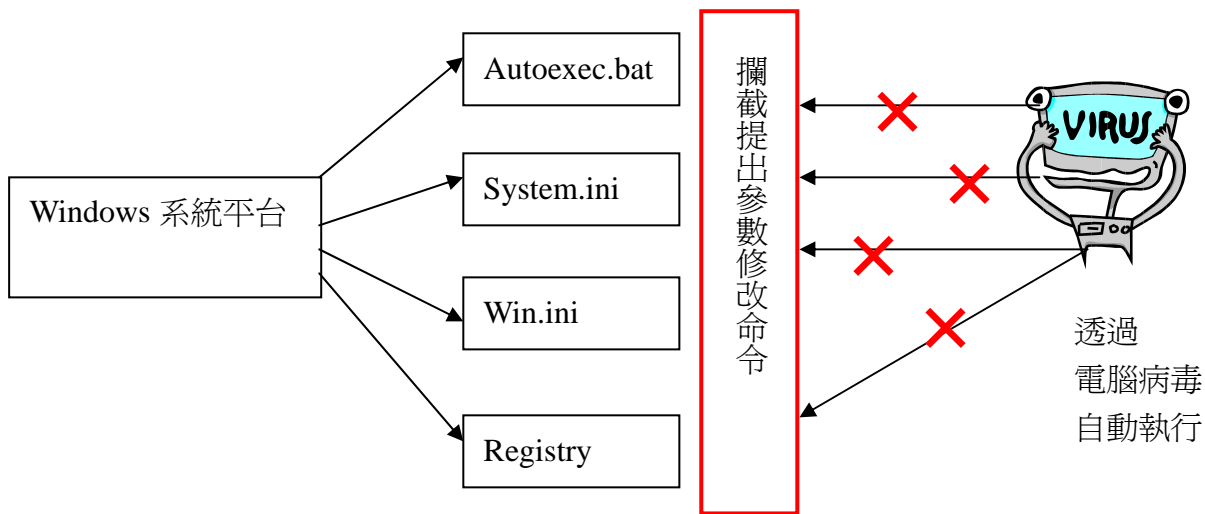 Windows 系統平台
Autoexec.bat
System.ini
Win.ini
Registry
攔截提出參數修改命令
VIRUS
透過
電腦病毒
自動執行